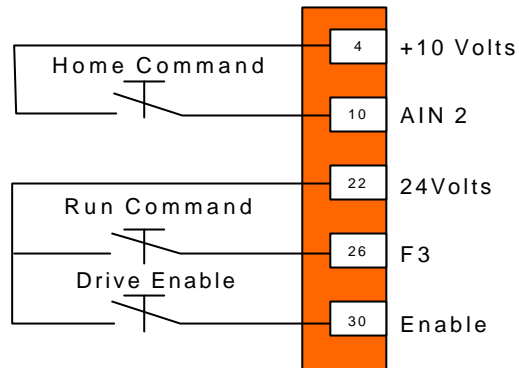 4 +10 Volts
Home Command
10 AIN 2
22 24Volts
Run Command
26 F3
Drive Enable
30 Enable